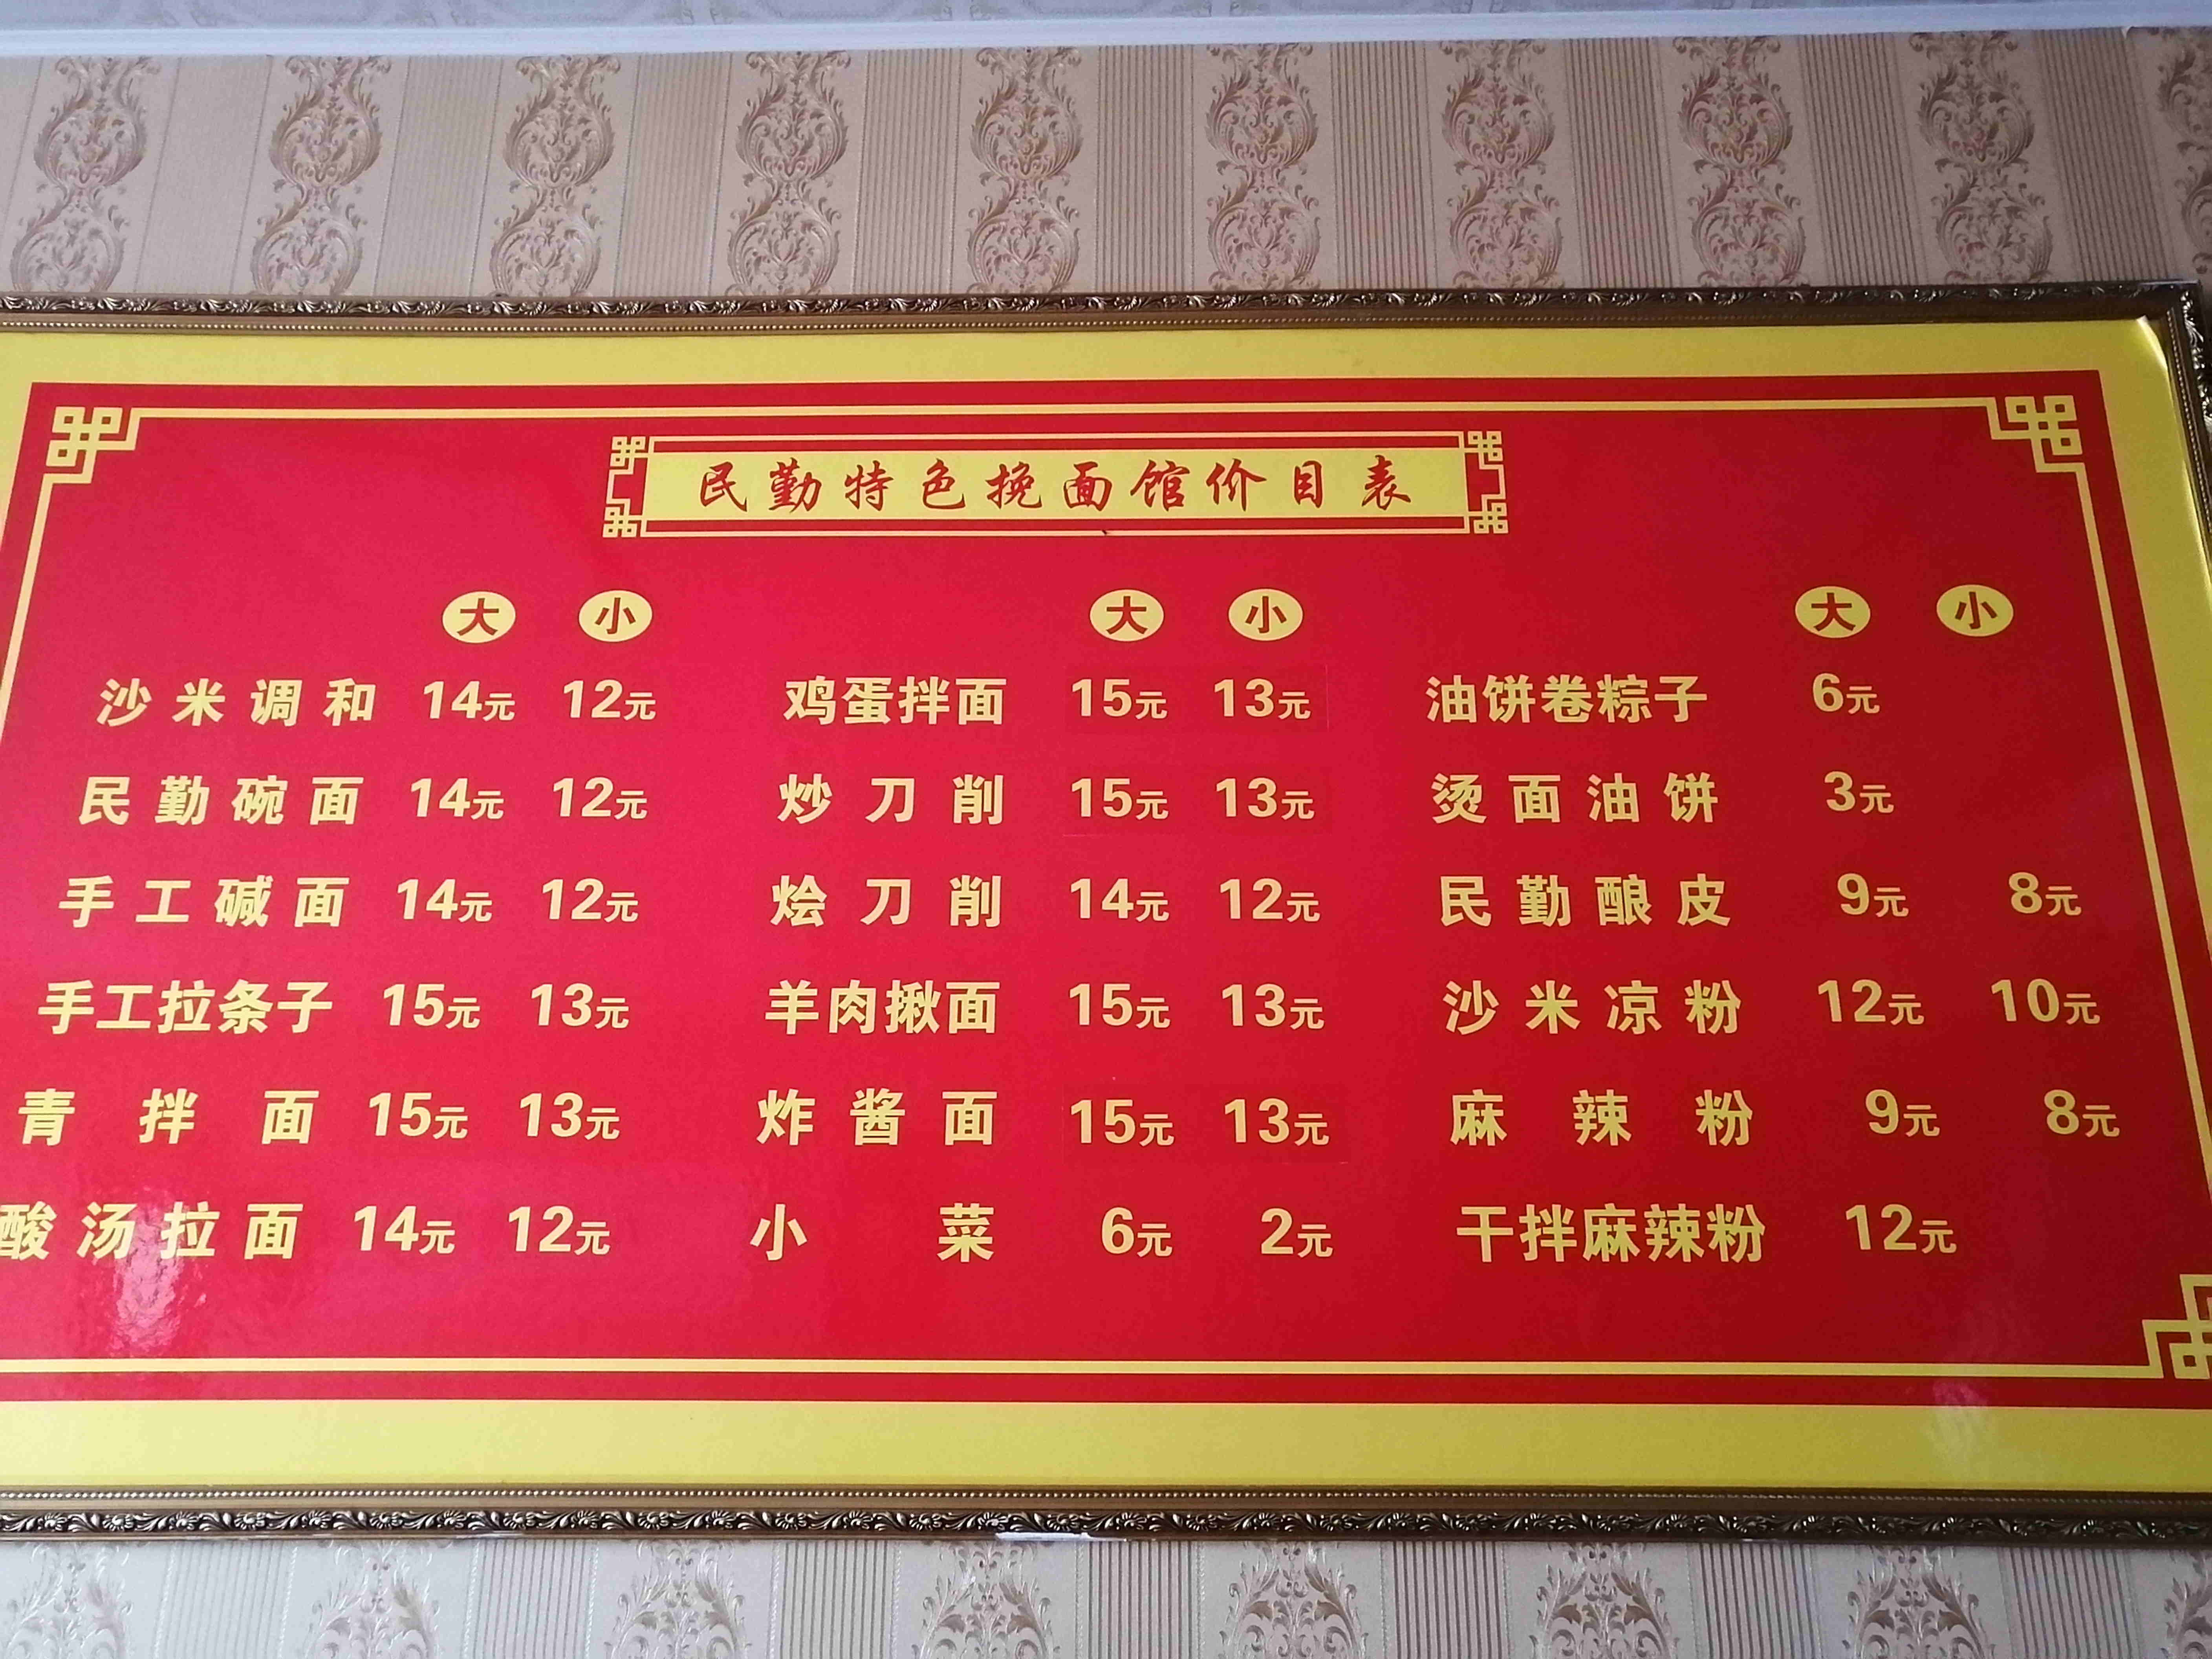 民勤特色挽面馆价目表
大 小 大 小 大 小
沙米调和 14元 12元 鸡蛋拌面 15元 13元 油饼卷粽子 6元
民勤碗面 14元 12元 炒刀削 15元 13元 烫面油饼 3元
手工碱面 14元 12元 烩刀削 14元 12元 民勤酿皮 9元 8元
手工拉条子 15元 13元 羊肉揪面 15元 13元 沙米凉粉 12元 10元
青拌面 15元 13元 炸酱面 15元 13元 麻辣粉 9元 8元
酸汤拉面 14元 12元 小菜 6元 2元 干拌麻辣粉 12元